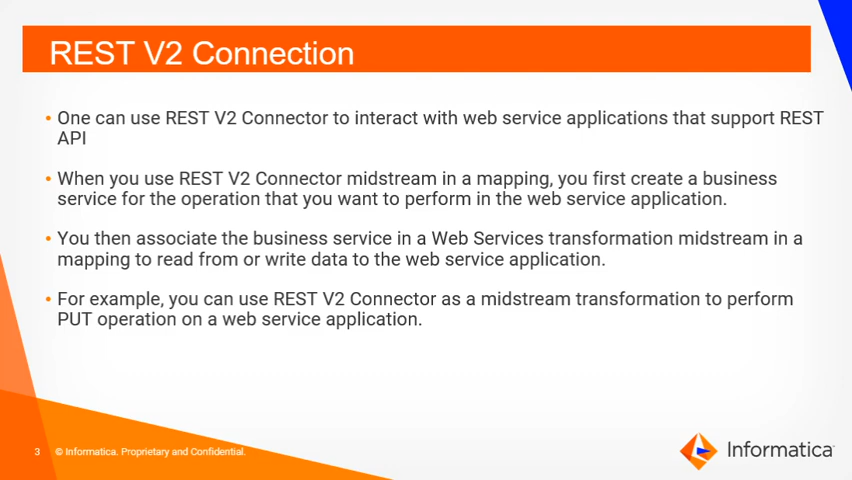 REST V2 Connection
• One can use REST V2 Connector to interact with web service applications that support REST
API
• When you use REST V2 Connector midstream in a mapping, you first create a business
service for the operation that you want to perform in the web service application.
• You then associate the business service in a Web Services transformation midstream in a
mapping to read from or write data to the web service application.
• For example, you can use REST V2 Connector as a midstream transformation to perform
PUT operation on a web service application.
3 © Informatica. Proprietary and Confidential.
Informatica